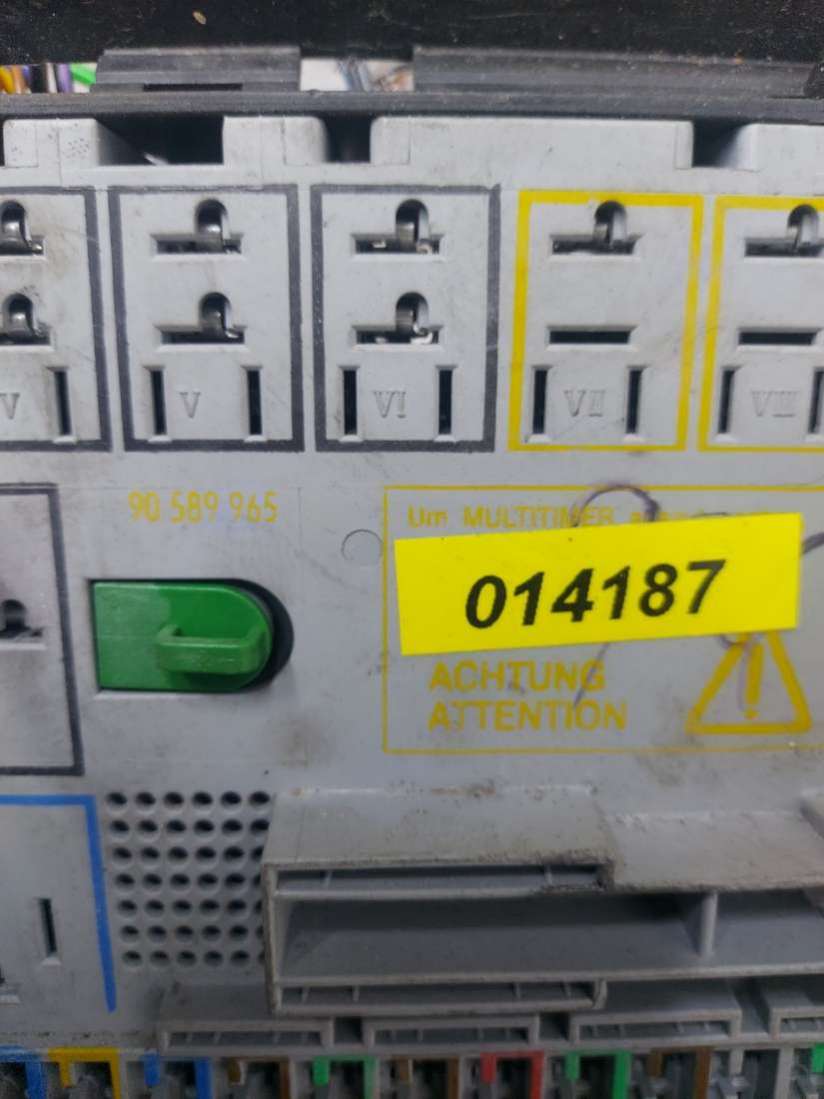 V V VI VII VIII
90 589 965
Um MULTITIMER
014187
ACHTUNG
ATTENTION